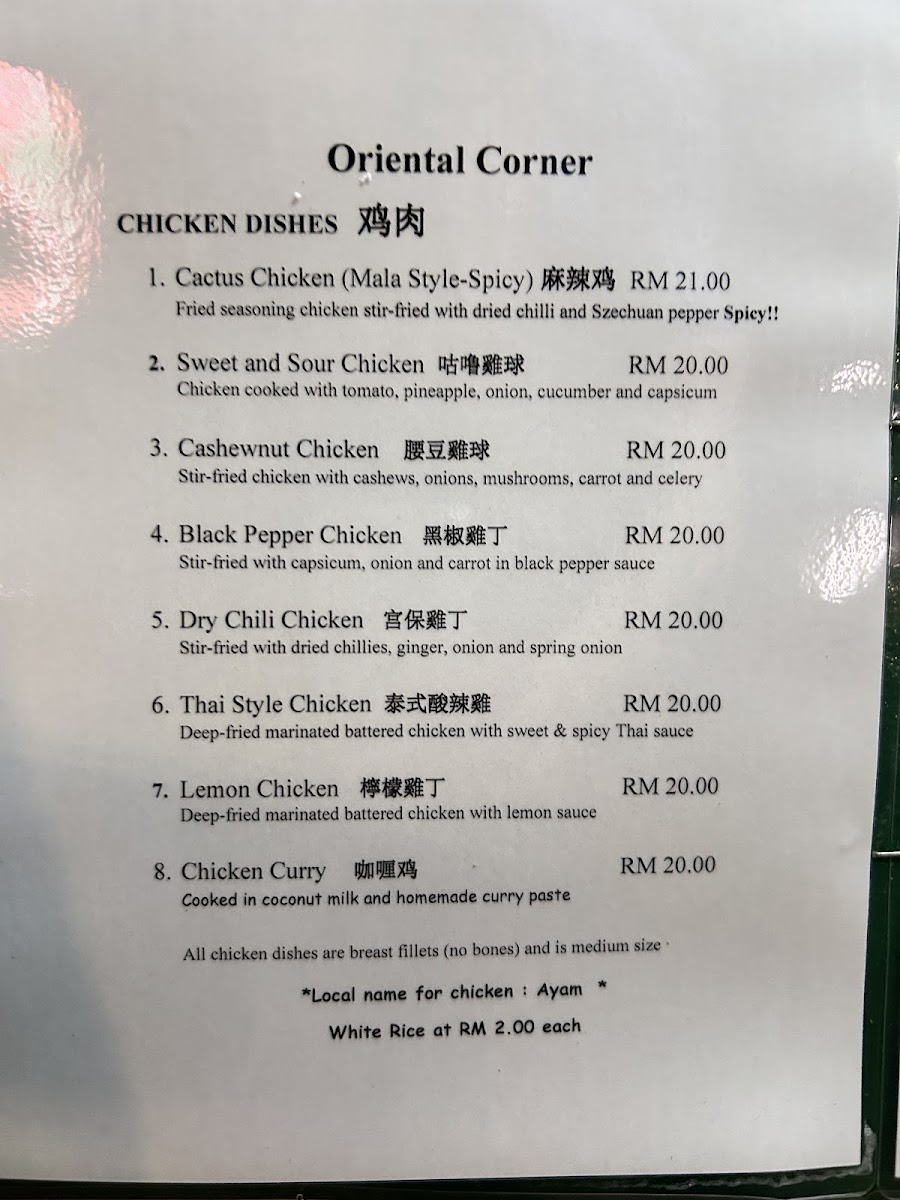 Oriental Corner
CHICKEN DISHES 鸡肉
1. Cactus Chicken (Mala Style-Spicy) 麻辣鸡 RM 21.00
Fried seasoning chicken stir-fried with dried chilli and Szechuan pepper Spicy!!
2. Sweet and Sour Chicken 咕嚕雞球 RM 20.00
Chicken cooked with tomato, pineapple, onion, cucumber and capsicum
3. Cashewnut Chicken 腰豆雞球 RM 20.00
Stir-fried chicken with cashews, onions, mushrooms, carrot and celery
4. Black Pepper Chicken 黑椒雞丁 RM 20.00
Stir-fried with capsicum, onion and carrot in black pepper sauce
5. Dry Chili Chicken 宫保雞丁 RM 20.00
Stir-fried with dried chillies, ginger, onion and spring onion
6. Thai Style Chicken 泰式酸辣雞 RM 20.00
Deep-fried marinated battered chicken with sweet & spicy Thai sauce
7. Lemon Chicken 檸檬雞丁 RM 20.00
Deep-fried marinated battered chicken with lemon sauce
8. Chicken Curry 咖喱鸡 RM 20.00
Cooked in coconut milk and homemade curry paste
All chicken dishes are breast fillets (no bones) and is medium size
*Local name for chicken : Ayam *
White Rice at RM 2.00 each